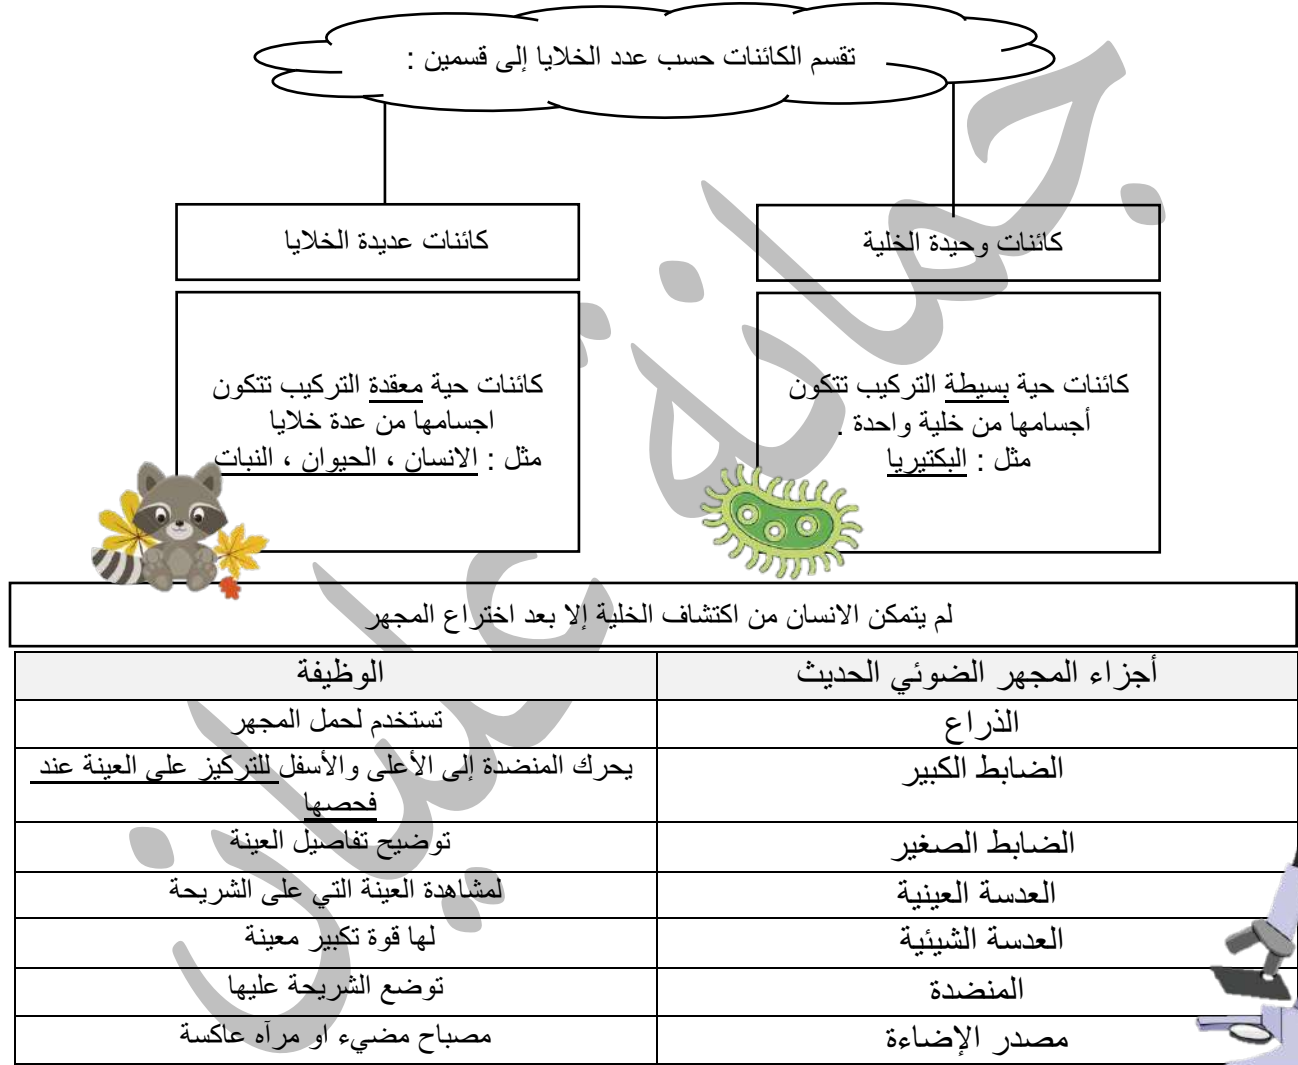 تقسم الكائنات حسب عدد الخلايا إلى قسمين :
كائنات وحيدة الخلية
كائنات حية بسيطة التركيب تتكون
أجسامها من خلية واحدة .
مثل : البكتيريا
كائنات عديدة الخلايا
كائنات حية معقدة التركيب تتكون
اجسامها من عدة خلايا
مثل : الانسان ، الحيوان ، النبات
لم يتمكن الانسان من اكتشاف الخلية إلا بعد اختراع المجهر
أجزاء المجهر الضوئي الحديث
الوظيفة
الذراع
تستخدم لحمل المجهر
الضابط الكبير
يحرك المنضدة إلى الأعلى والأسفل للتركيز على العينة عند
فحصها
الضابط الصغير
توضيح تفاصيل العينة
العدسة العينية
لمشاهدة العينة التي على الشريحة
العدسة الشيئية
لها قوة تكبير معينة
المنضدة
توضع الشريحة عليها
مصدر الإضاءة
مصباح مضيء او مرآه عاكسة
جمانة عليان